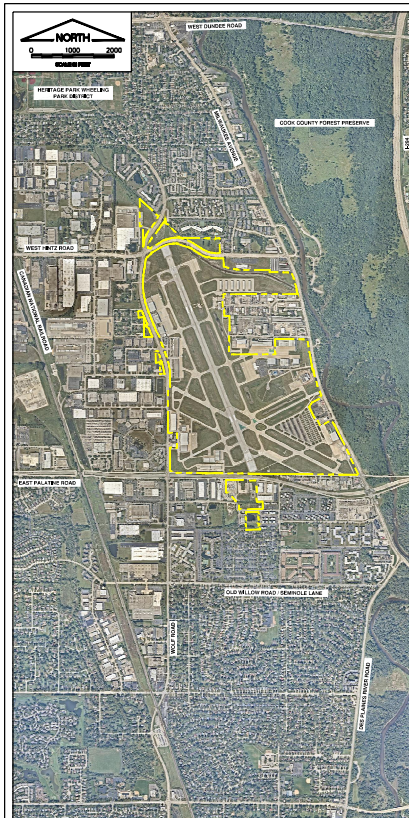 NORTH
0 1000 2000
SCALE IN FEET
WEST DUNDEE ROAD
HERITAGE PARK WHEELING
PARK DISTRICT
MILWAUKEE AVENUE
COOK COUNTY FOREST PRESERVE
I-294
WEST HINTZ ROAD
CANADIAN NATIONAL RAILROAD
EAST PALATINE ROAD
OLD WILLOW ROAD / SEMINOLE LANE
WOLF ROAD
DES PLAINES RIVER ROAD